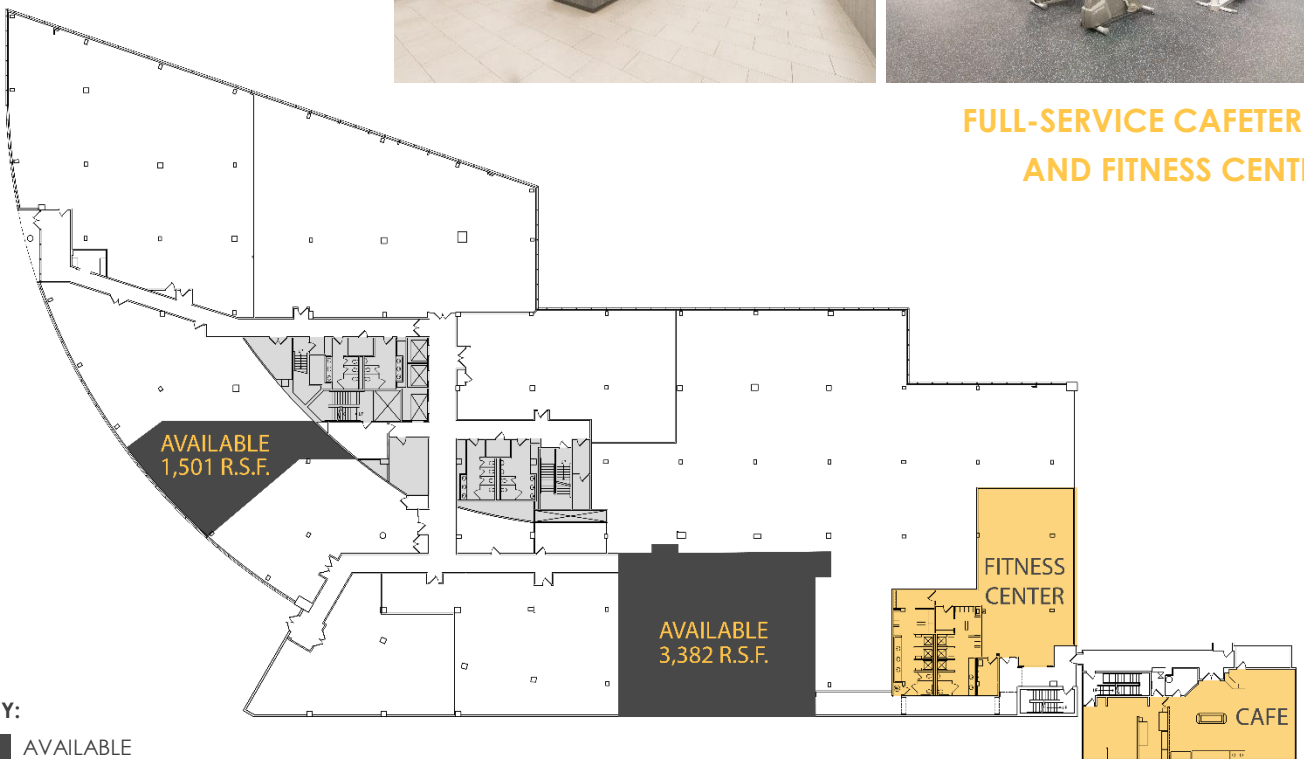 FULL-SERVICE CAFETER
AND FITNESS CENT
AVAILABLE
1,501 R.S.F.
FITNESS
CENTER
AVAILABLE
3,382 R.S.F.
CAFE
Y:
AVAILABLE